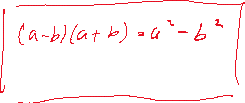 (a-b)(a+b) = a² - b²